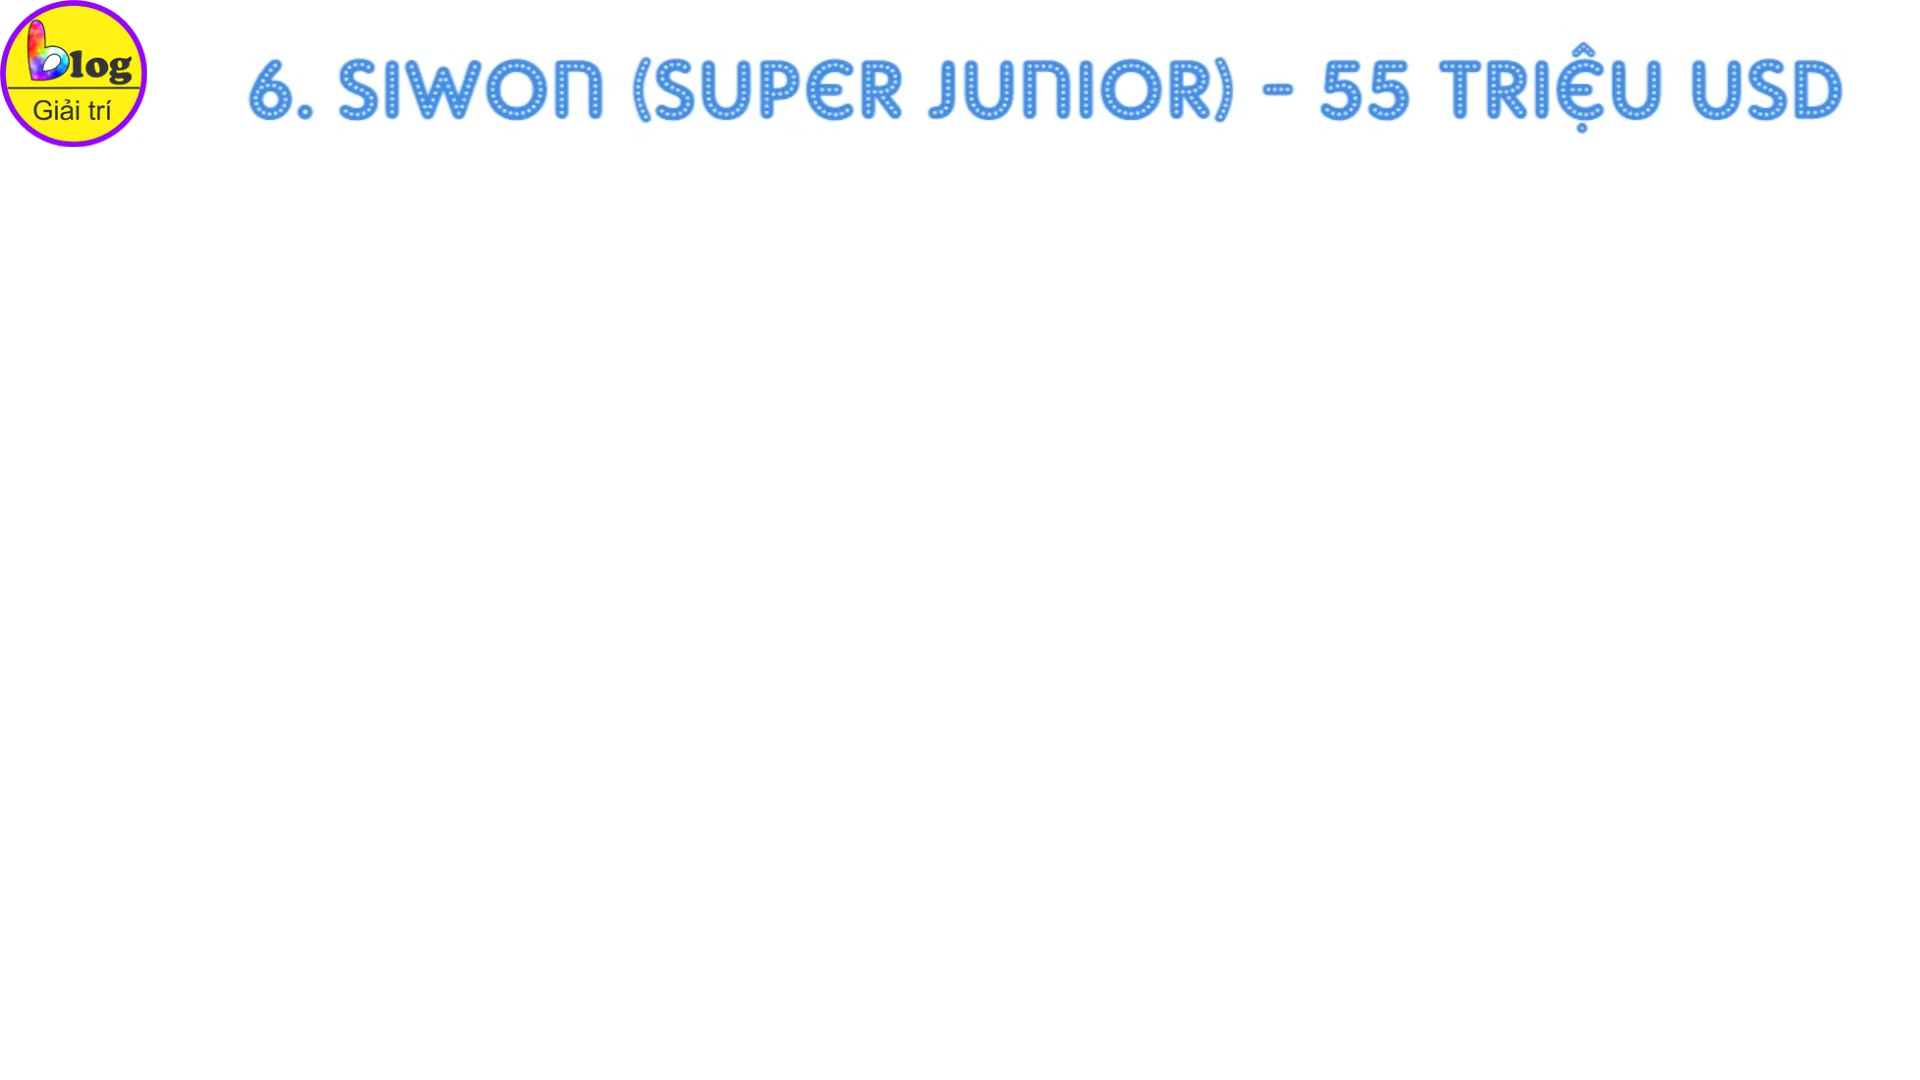 blog
Giải trí
6. SIWON (SUPER JUNIOR) - 55 TRIỆU USD